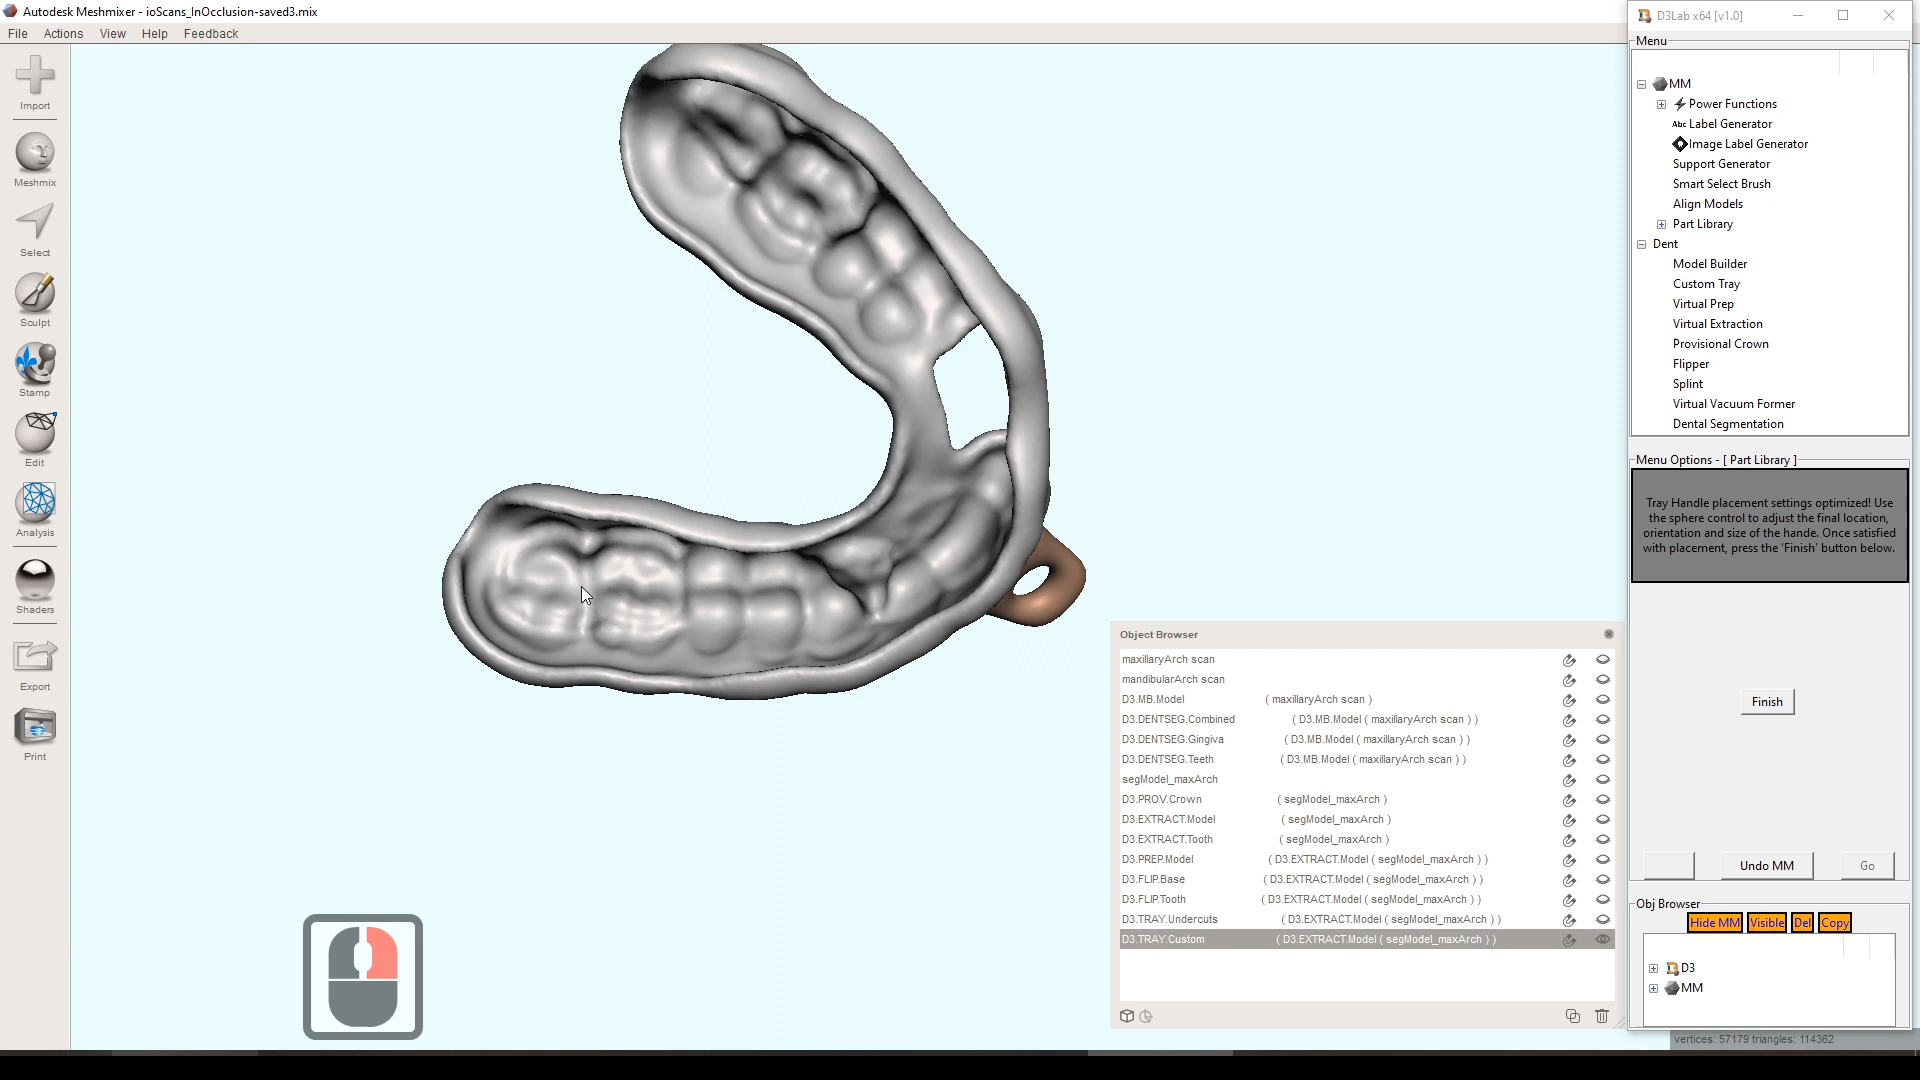 Autodesk Meshmixer - ioScans_InOcclusion-saved3.mix
File Actions View Help Feedback
Import
Meshmix
Select
Sculpt
Stamp
Edit
Analysis
Shaders
Export
Print
D3Lab x64 [v1.0]
Menu
MM
Power Functions
Abc Label Generator
Image Label Generator
Support Generator
Smart Select Brush
Align Models
Part Library
Dent
Model Builder
Custom Tray
Virtual Prep
Virtual Extraction
Provisional Crown
Flipper
Splint
Virtual Vacuum Former
Dental Segmentation
Menu Options - [ Part Library ]
Tray Handle placement settings optimized! Use
the sphere control to adjust the final location,
orientation and size of the hande. Once satisfied
with placement, press the 'Finish' button below.
Finish
Undo MM Go
Obj Browser
Hide MM Visible Del Copy
D3
MM
Object Browser
maxillaryArch scan
mandibularArch scan
D3.MB.Model ( maxillaryArch scan )
D3.DENTSEG.Combined ( D3.MB.Model ( maxillaryArch scan ) )
D3.DENTSEG.Gingiva ( D3.MB.Model ( maxillaryArch scan ) )
D3.DENTSEG.Teeth ( D3.MB.Model ( maxillaryArch scan ) )
segModel_maxArch
D3.PROV.Crown ( segModel_maxArch )
D3.EXTRACT.Model ( segModel_maxArch )
D3.EXTRACT.Tooth ( segModel_maxArch )
D3.PREP.Model ( D3.EXTRACT.Model ( segModel_maxArch ) )
D3.FLIP.Base ( D3.EXTRACT.Model ( segModel_maxArch ) )
D3.FLIP.Tooth ( D3.EXTRACT.Model ( segModel_maxArch ) )
D3.TRAY.Undercuts ( D3.EXTRACT.Model ( segModel_maxArch ) )
D3.TRAY.Custom ( D3.EXTRACT.Model ( segModel_maxArch ) )
vertices: 57179 triangles: 114362